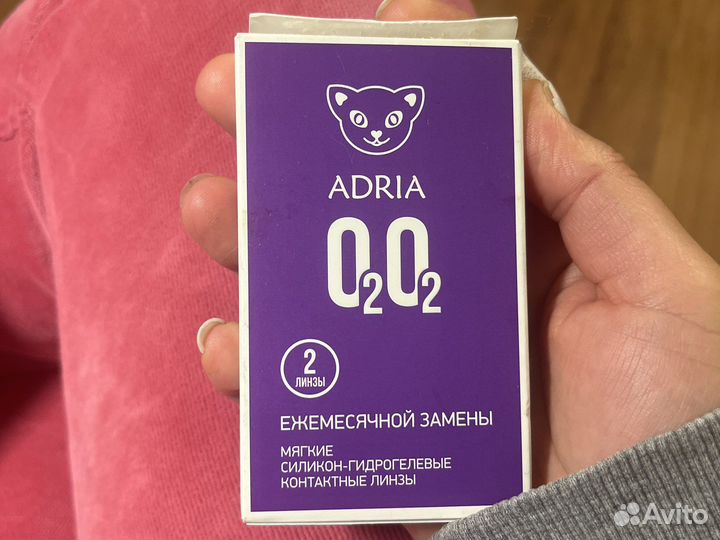 ADRIA
O₂O₂
2
ЛИНЗЫ
ЕЖЕМЕСЯЧНОЙ ЗАМЕНЫ
МЯГКИЕ
СИЛИКОН-ГИДРОГЕЛЕВЫЕ
КОНТАКТНЫЕ ЛИНЗЫ
Avito